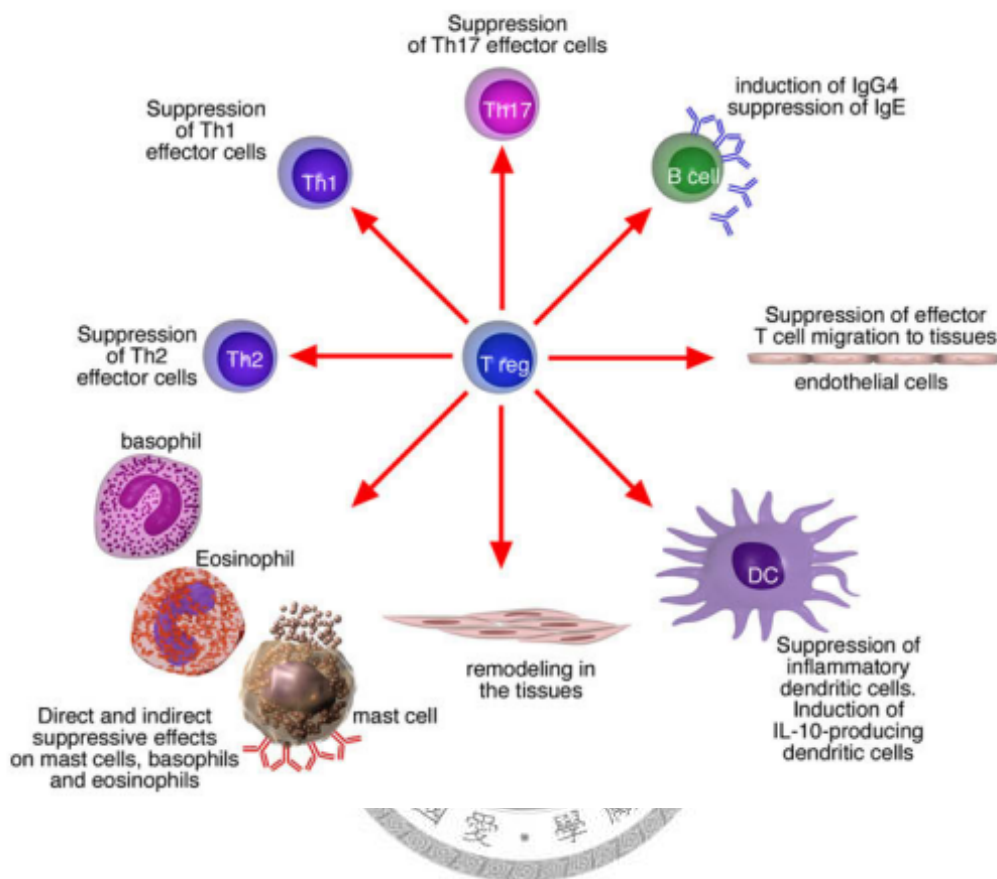 Suppression
of Th17 effector cells
Th17
Suppression
of Th1
effector cells
Th1
induction of IgG4
suppression of IgE
B cell
Suppression
of Th2
effector cells
Th2
T reg
Suppression of effector
T cell migration to tissues
endothelial cells
basophil
Eosinophil
mast cell
Direct and indirect
suppressive effects
on mast cells, basophils
and eosinophils
remodeling in
the tissues
DC
Suppression of
inflammatory
dendritic cells.
Induction of
IL-10-producing
dendritic cells
愛 · 學